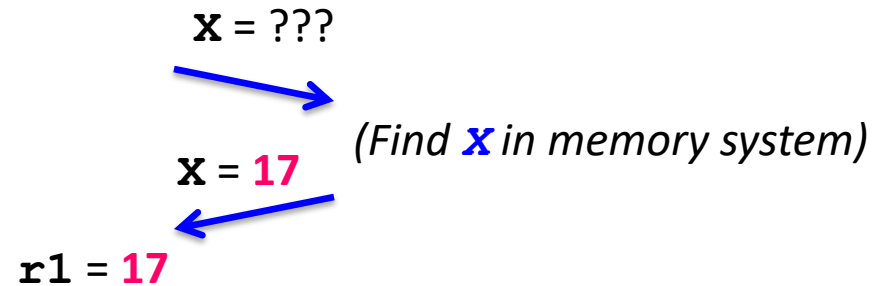 x = ???
(Find x in memory system)
x = 17
r1 = 17